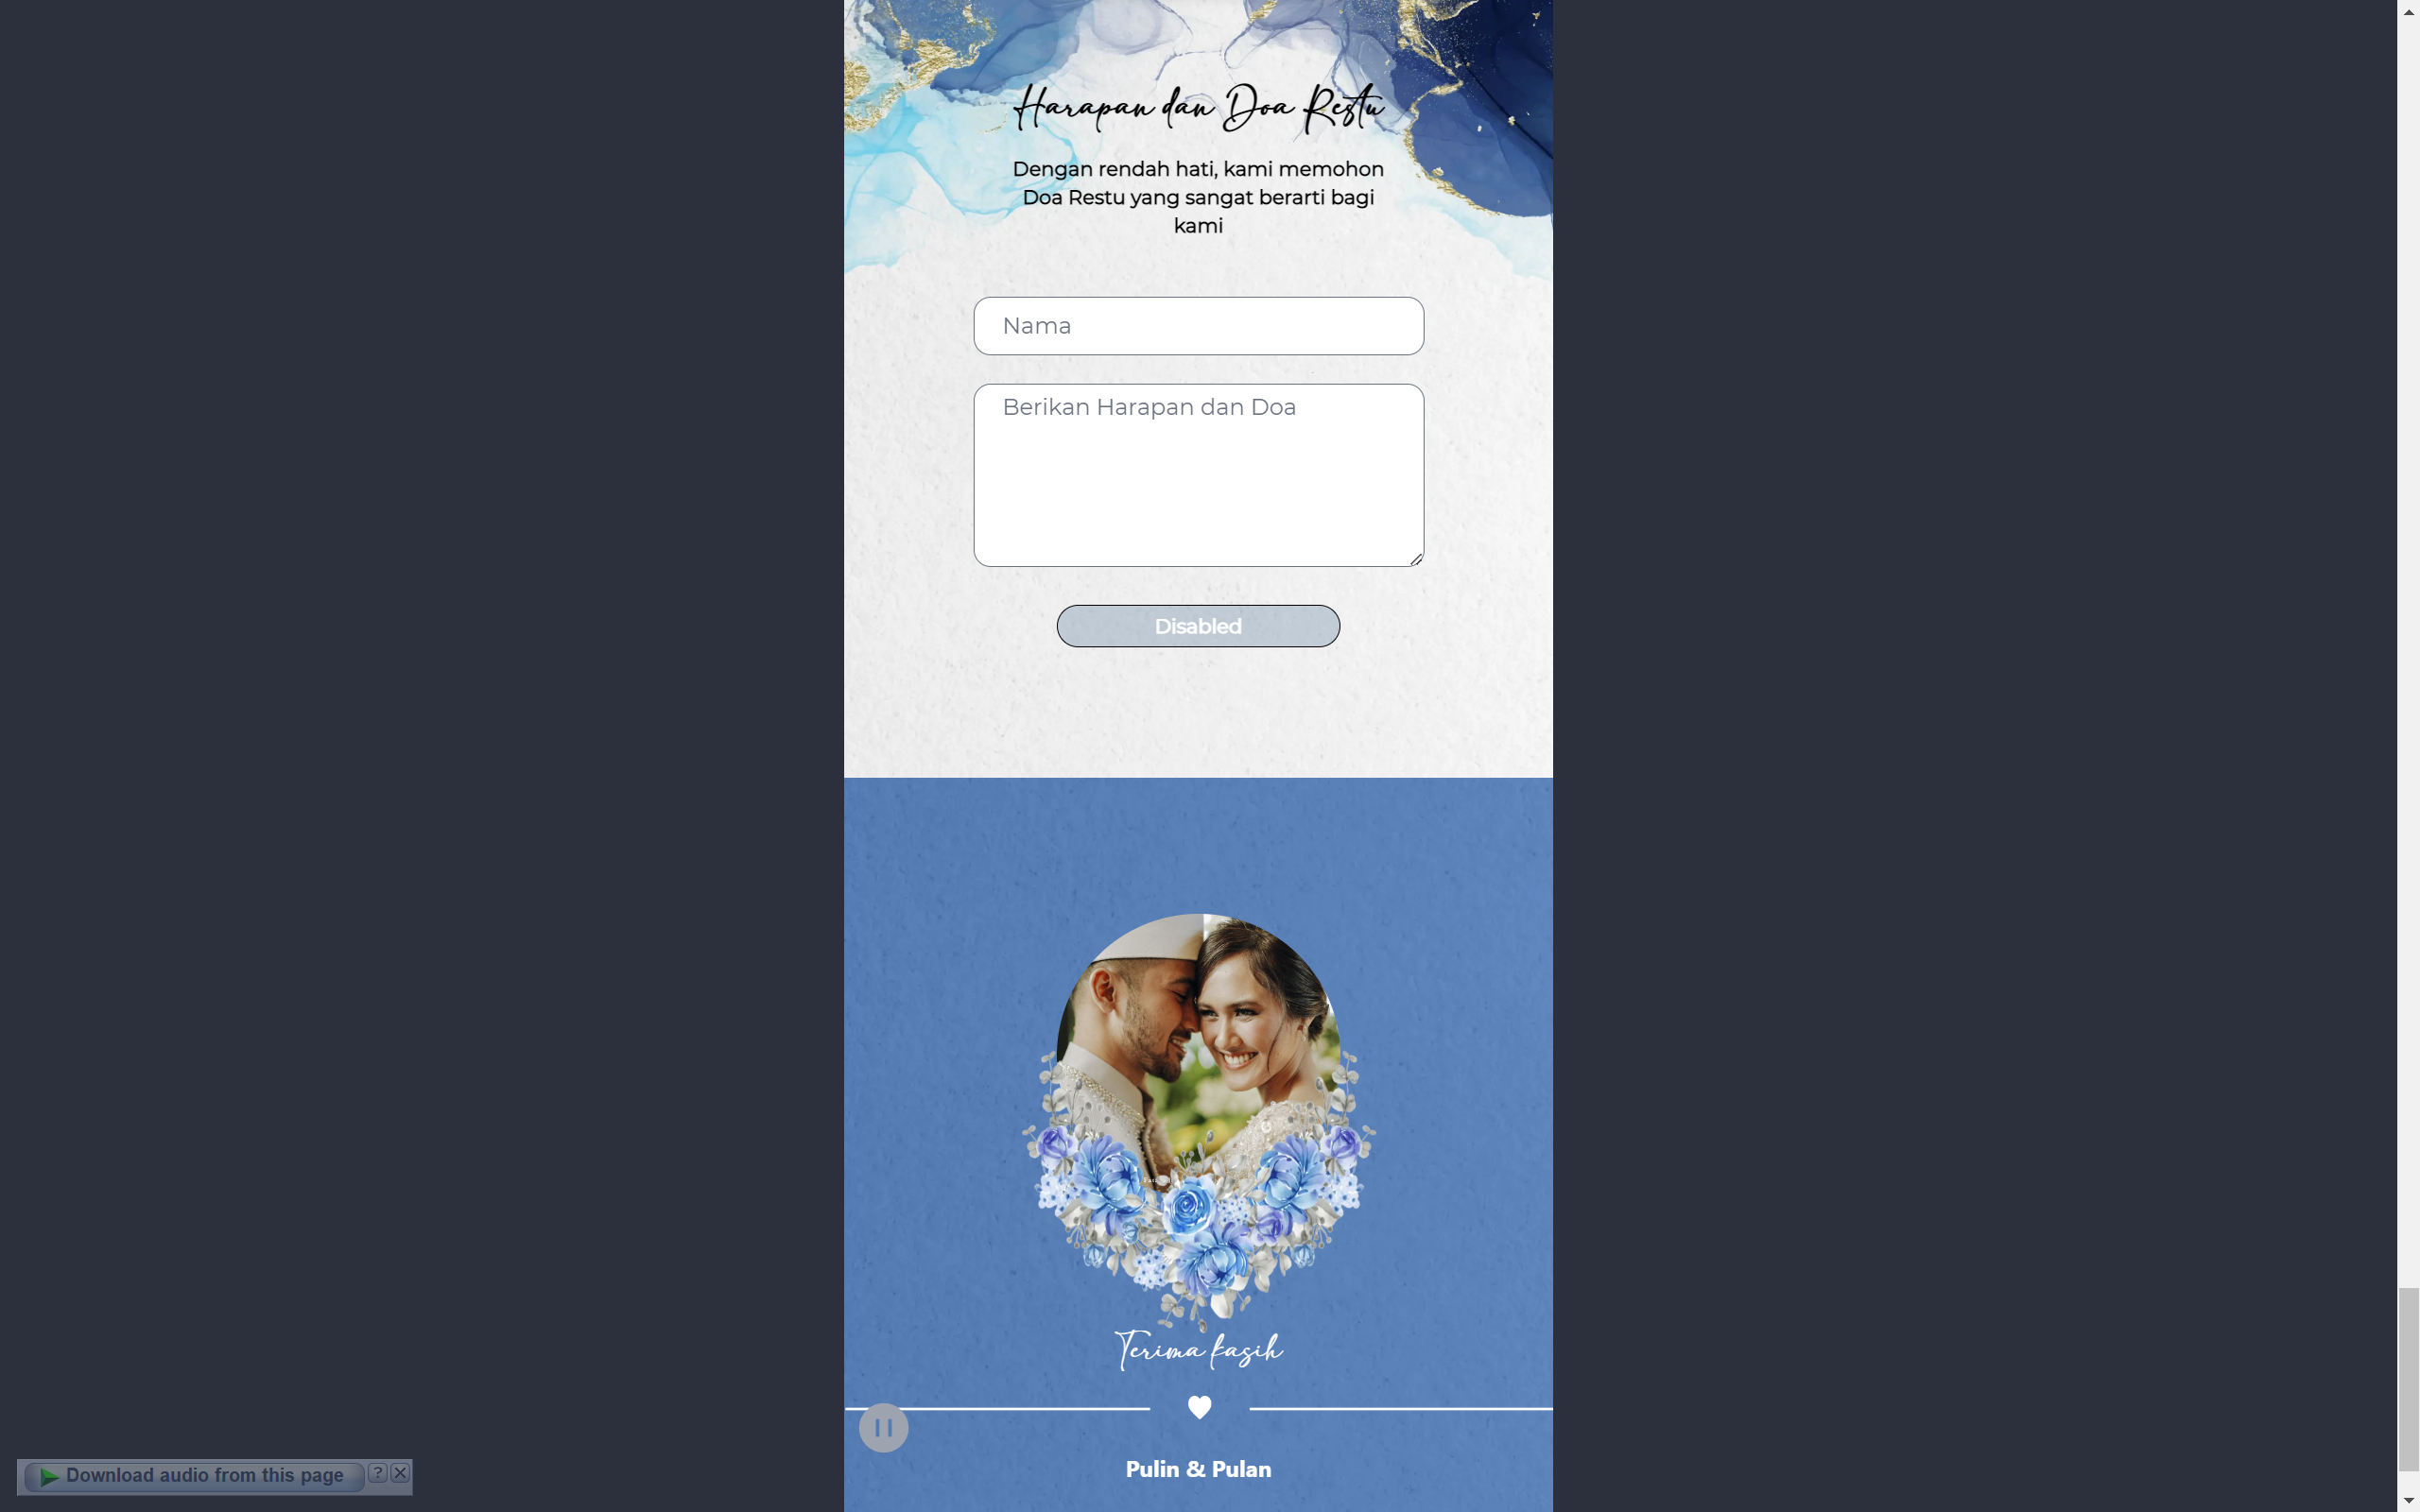 Harapan dan Doa Restu
Dengan rendah hati, kami memohon
Doa Restu yang sangat berarti bagi
kami
Nama
Berikan Harapan dan Doa
Disabled
Terima kasih
Pulin & Pulan
Download audio from this page
?